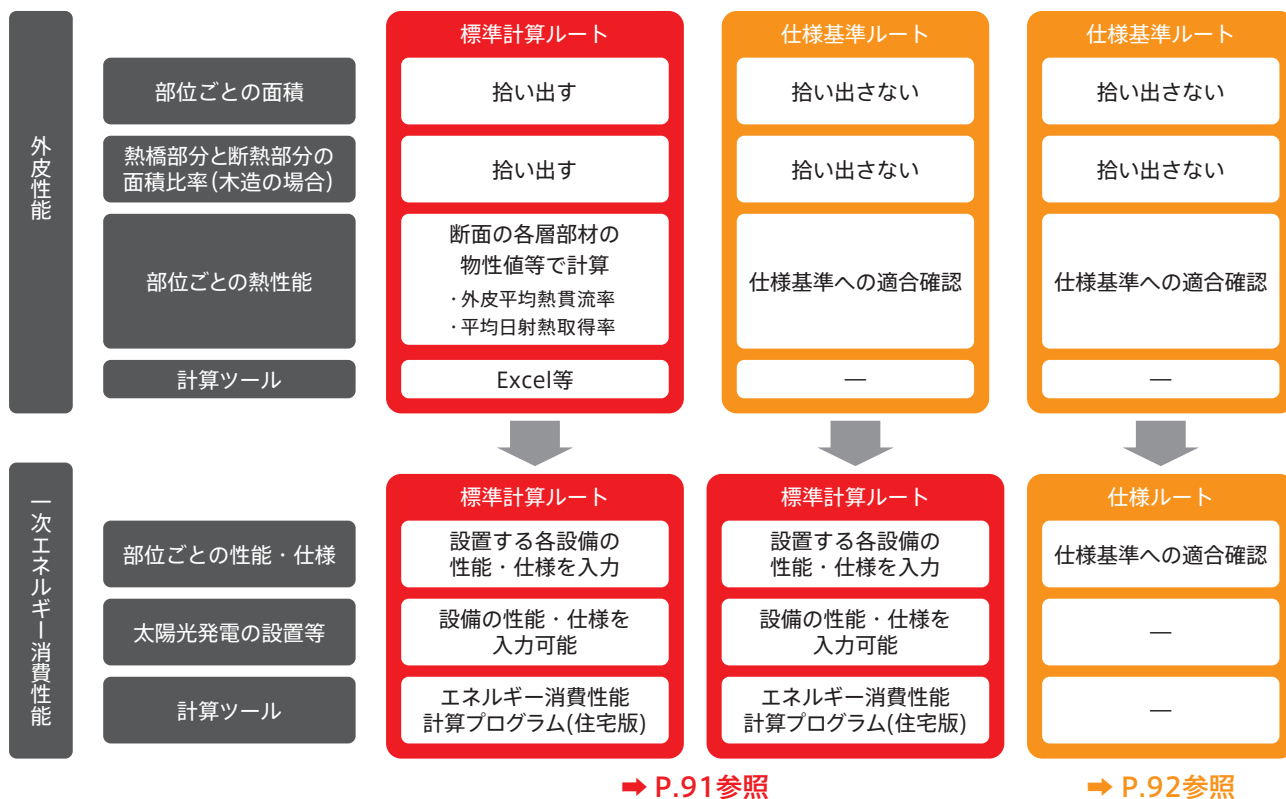 標準計算ルート
仕様基準ルート
仕様基準ルート
外皮性能
部位ごとの面積
拾い出す
拾い出さない
拾い出さない
熱橋部分と断熱部分の
面積比率(木造の場合)
拾い出す
拾い出さない
拾い出さない
部位ごとの熱性能
断面の各層部材の
物性値等で計算
・外皮平均熱貫流率
・平均日射熱取得率
仕様基準への適合確認
仕様基準への適合確認
計算ツール
Excel等
—
—
標準計算ルート
標準計算ルート
仕様ルート
一次エネルギー消費性能
部位ごとの性能・仕様
設置する各設備の
性能・仕様を入力
設置する各設備の
性能・仕様を入力
仕様基準への適合確認
太陽光発電の設置等
設備の性能・仕様を
入力可能
設備の性能・仕様を
入力可能
—
計算ツール
エネルギー消費性能
計算プログラム(住宅版)
エネルギー消費性能
計算プログラム(住宅版)
—
➡ P.91参照
➡ P.92参照